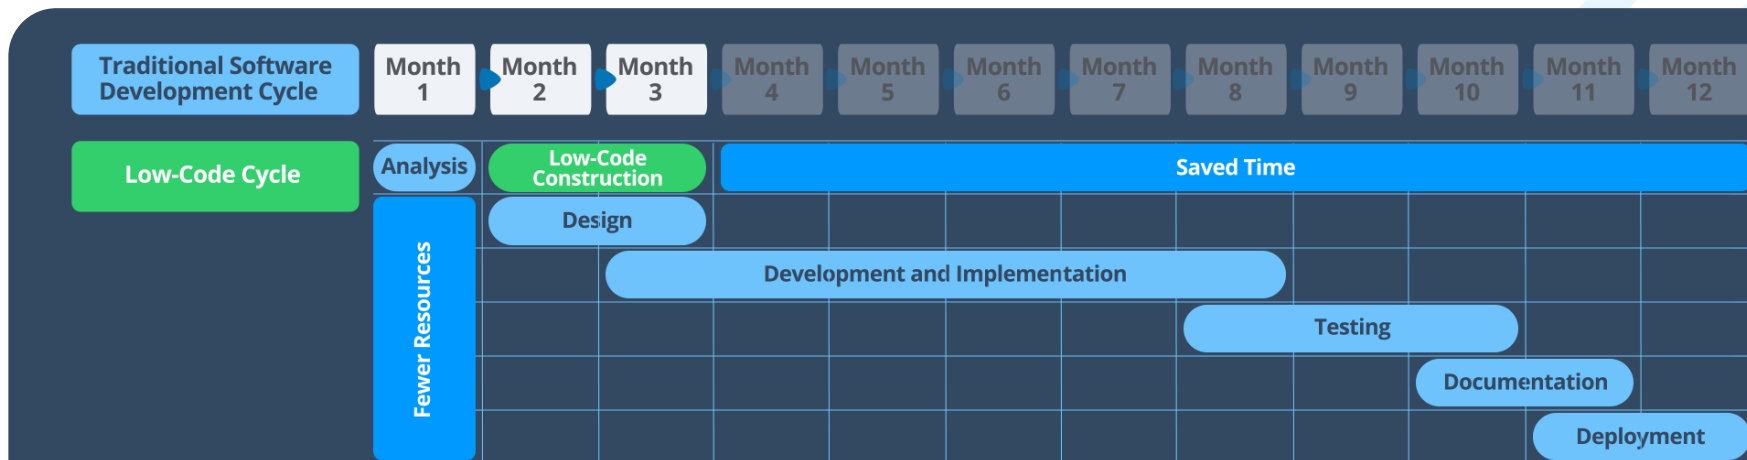 Traditional Software
Development Cycle
Month
1
Month
2
Month
3
Month
4
Month
5
Month
6
Month
7
Month
8
Month
9
Month
10
Month
11
Month
12
Low-Code Cycle
Analysis
Low-Code
Construction
Saved Time
Fewer Resources
Design
Development and Implementation
Testing
Documentation
Deployment